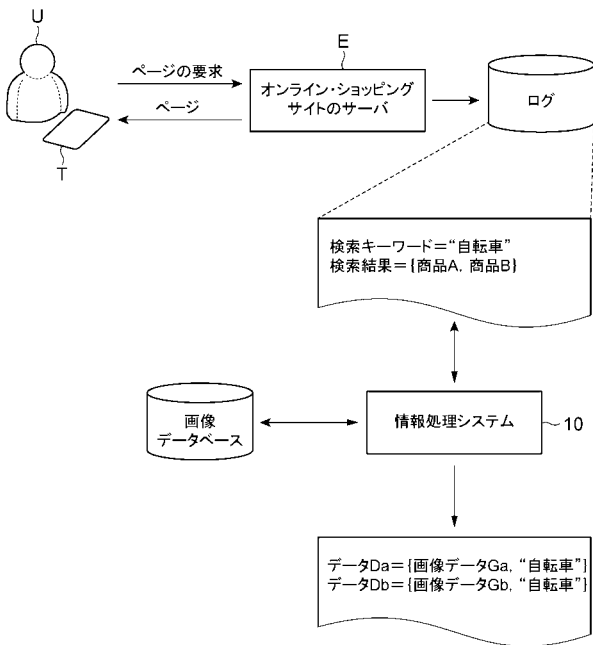 U
E
ページの要求
オンライン・ショッピング
サイトのサーバ
ログ
ページ
T
検索キーワード=“自転車”
検索結果={商品A, 商品B}
画像
データベース
情報処理システム
10
データDa={画像データGa, “自転車”}
データDb={画像データGb, “自転車”}